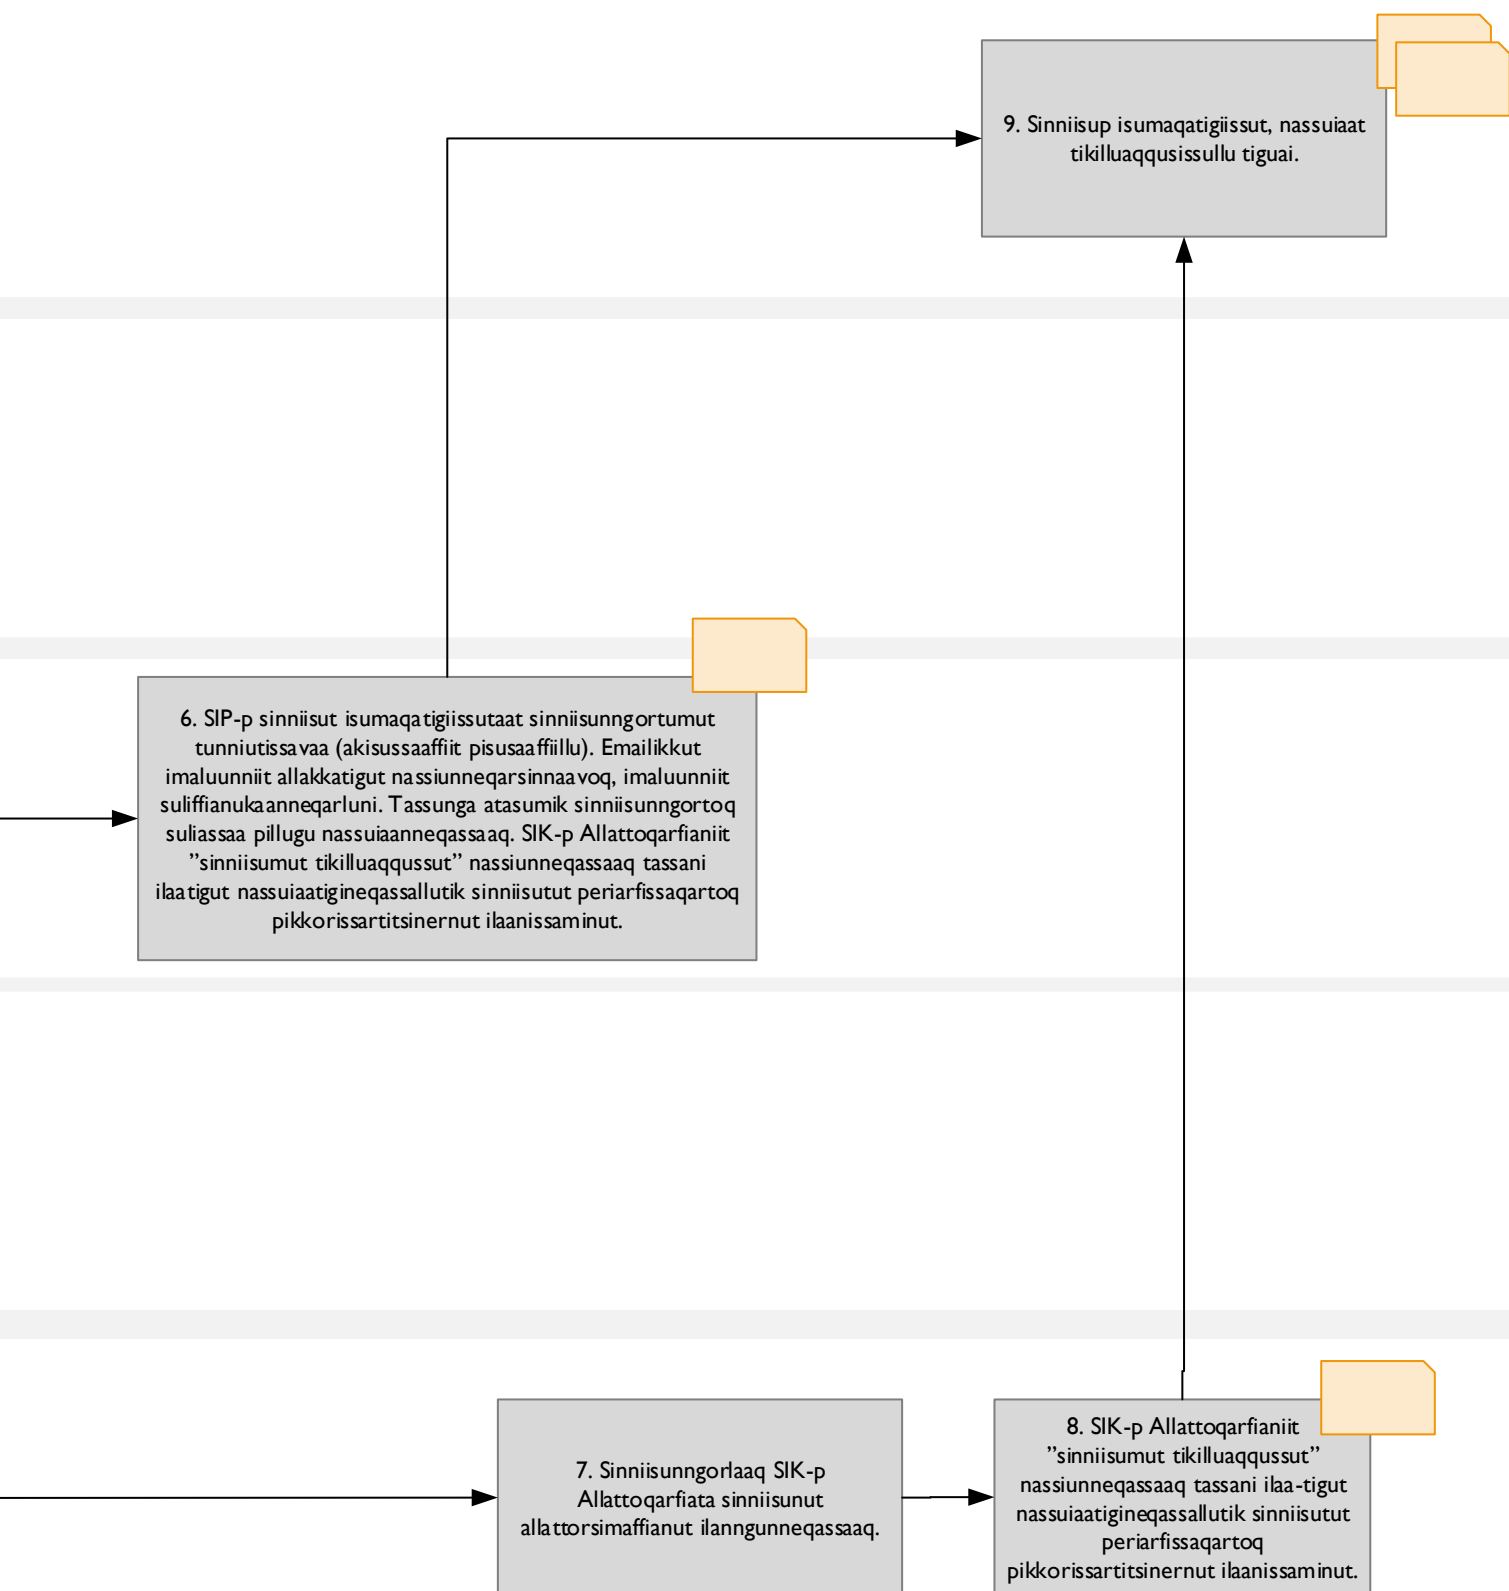 9. Sinniisup isumaqatigiissut, nassuiaat
tikilluaqqusissullu tiguai.
6. SIP-p sinniisut isumaqatigiissutaat sinniisunngortumut
tunniutissavaa (akisussaaffiit pisusaaffiillu). Emailikkut
imaluunniit allakkatigut nassiunneqarsinnaavoq, imaluunniit
suliffianukaanneqarluni. Tassunga atasumik sinniisunngortoq
suliassaa pillugu nassuiaanneqassaaq. SIK-p Allattoqarfianiit
”sinniisumut tikilluaqqussut” nassiunneqassaaq tassani
ilaatigut nassuiaatigineqassallutik sinniisutut periarfissaqartoq
pikkorissartitsinernut ilaanissaminut.
7. Sinniisunngorlaaq SIK-p
Allattoqarfiata sinniisunut
allattorsimaffianut ilanngunneqassaaq.
8. SIK-p Allattoqarfianiit
”sinniisumut tikilluaqqussut”
nassiunneqassaaq tassani ilaa-tigut
nassuiaatigineqassallutik sinniisutut
periarfissaqartoq
pikkorissartitsinernut ilaanissaminut.